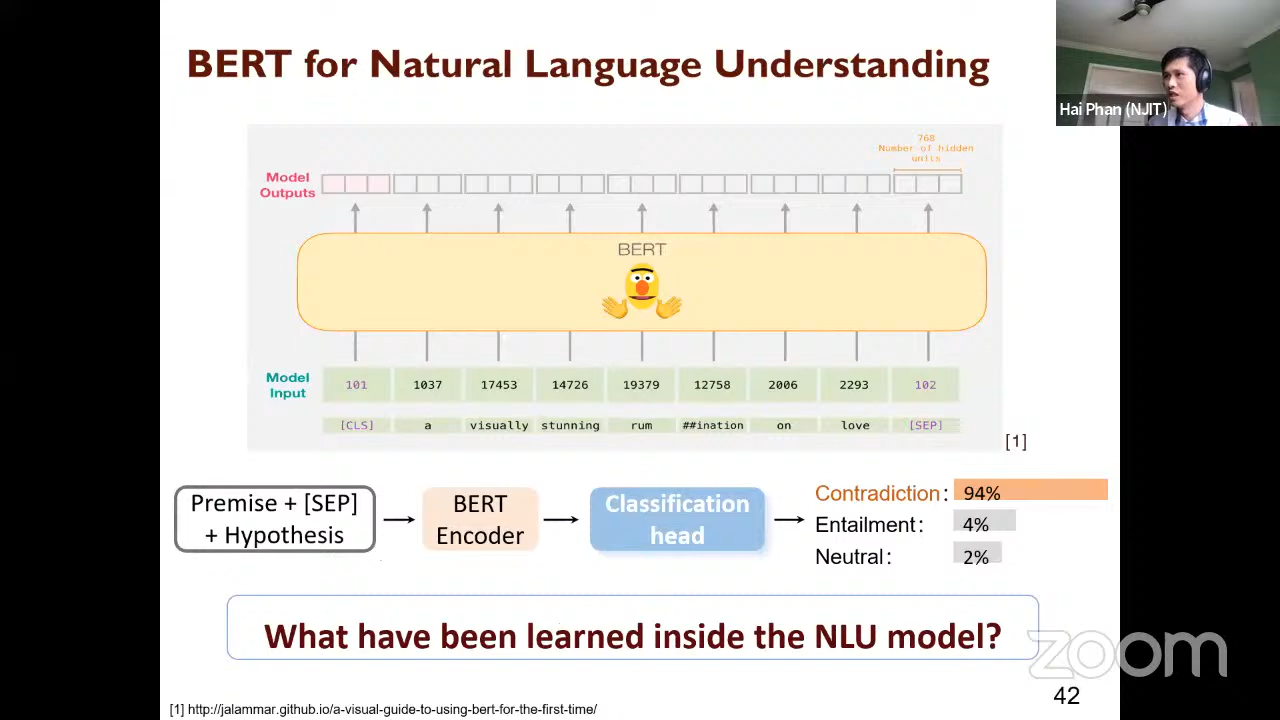 BERT for Natural Language Understanding
Hai Phan (NJIT)
768
Number of hidden
units
Model
Outputs
BERT
Model
Input
101 1037 17453 14726 19379 12758 2006 2293 102
[CLS] a visually stunning rum ##ination on love [SEP]
[1]
Premise + [SEP]
+ Hypothesis
BERT
Encoder
Classification
head
Contradiction: 94%
Entailment: 4%
Neutral: 2%
What have been learned inside the NLU model?
zoom
42
[1] http://jalammar.github.io/a-visual-guide-to-using-bert-for-the-first-time/